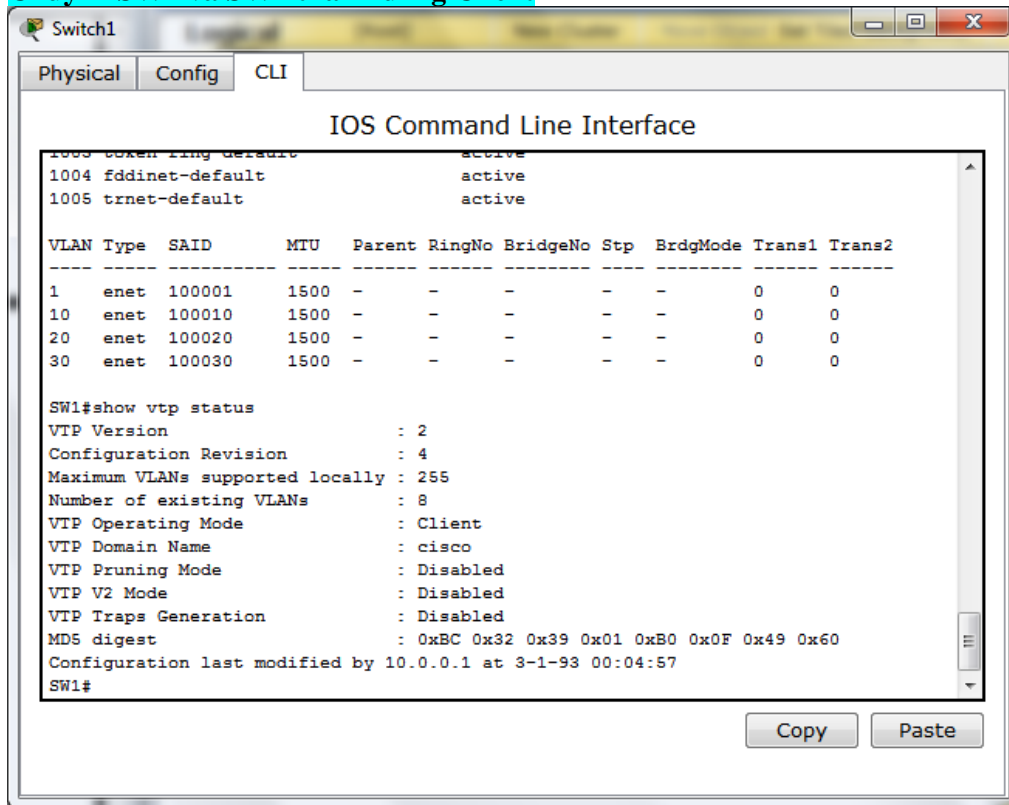 Switch1
Physical Config CLI
IOS Command Line Interface
1003 token-ring-default active
1004 fddinet-default active
1005 trnet-default active
VLAN Type SAID MTU Parent RingNo BridgeNo Stp BrdgMode Trans1 Trans2
---- ----- ---------- ----- ------ ------ -------- ---- -------- ------ ------
1 enet 100001 1500 - - - - - 0 0
10 enet 100010 1500 - - - - - 0 0
20 enet 100020 1500 - - - - - 0 0
30 enet 100030 1500 - - - - - 0 0
SW1#show vtp status
VTP Version : 2
Configuration Revision : 4
Maximum VLANs supported locally : 255
Number of existing VLANs : 8
VTP Operating Mode : Client
VTP Domain Name : cisco
VTP Pruning Mode : Disabled
VTP V2 Mode : Disabled
VTP Traps Generation : Disabled
MD5 digest : 0xBC 0x32 0x39 0x01 0xB0 0x0F 0x49 0x60
Configuration last modified by 10.0.0.1 at 3-1-93 00:04:57
SW1#
Copy Paste